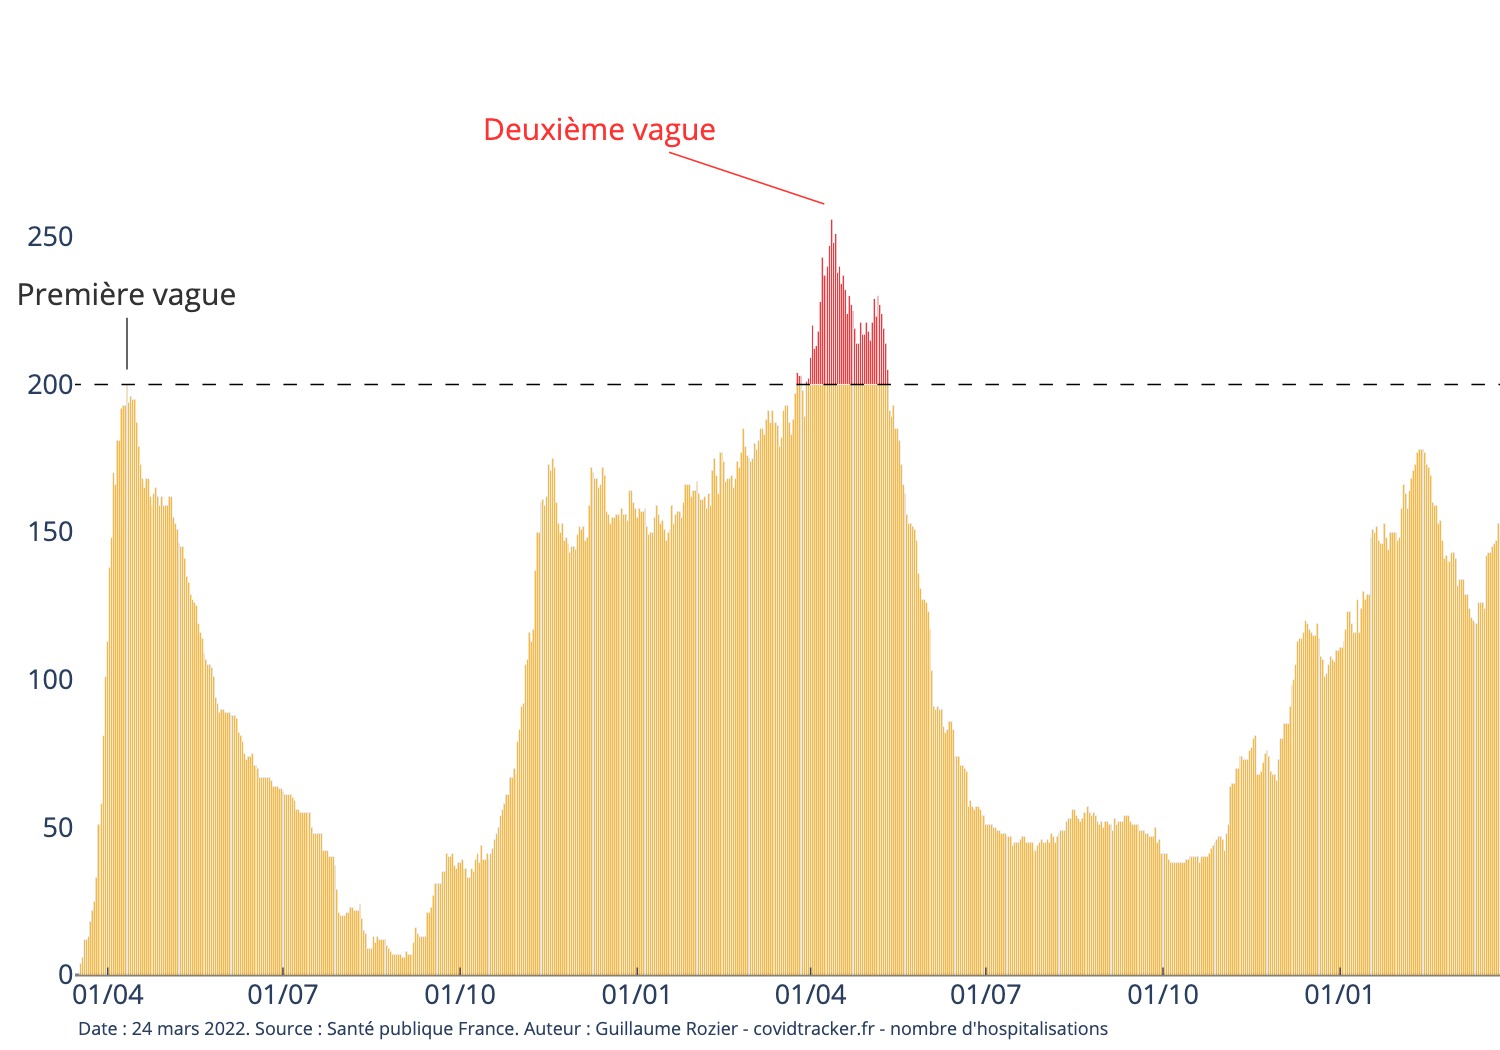 Deuxième vague
250
Première vague
200
150
100
50
0
01/04 01/07 01/10 01/01 01/04 01/07 01/10 01/01
Date : 24 mars 2022. Source : Santé publique France. Auteur : Guillaume Rozier - covidtracker.fr - nombre d'hospitalisations